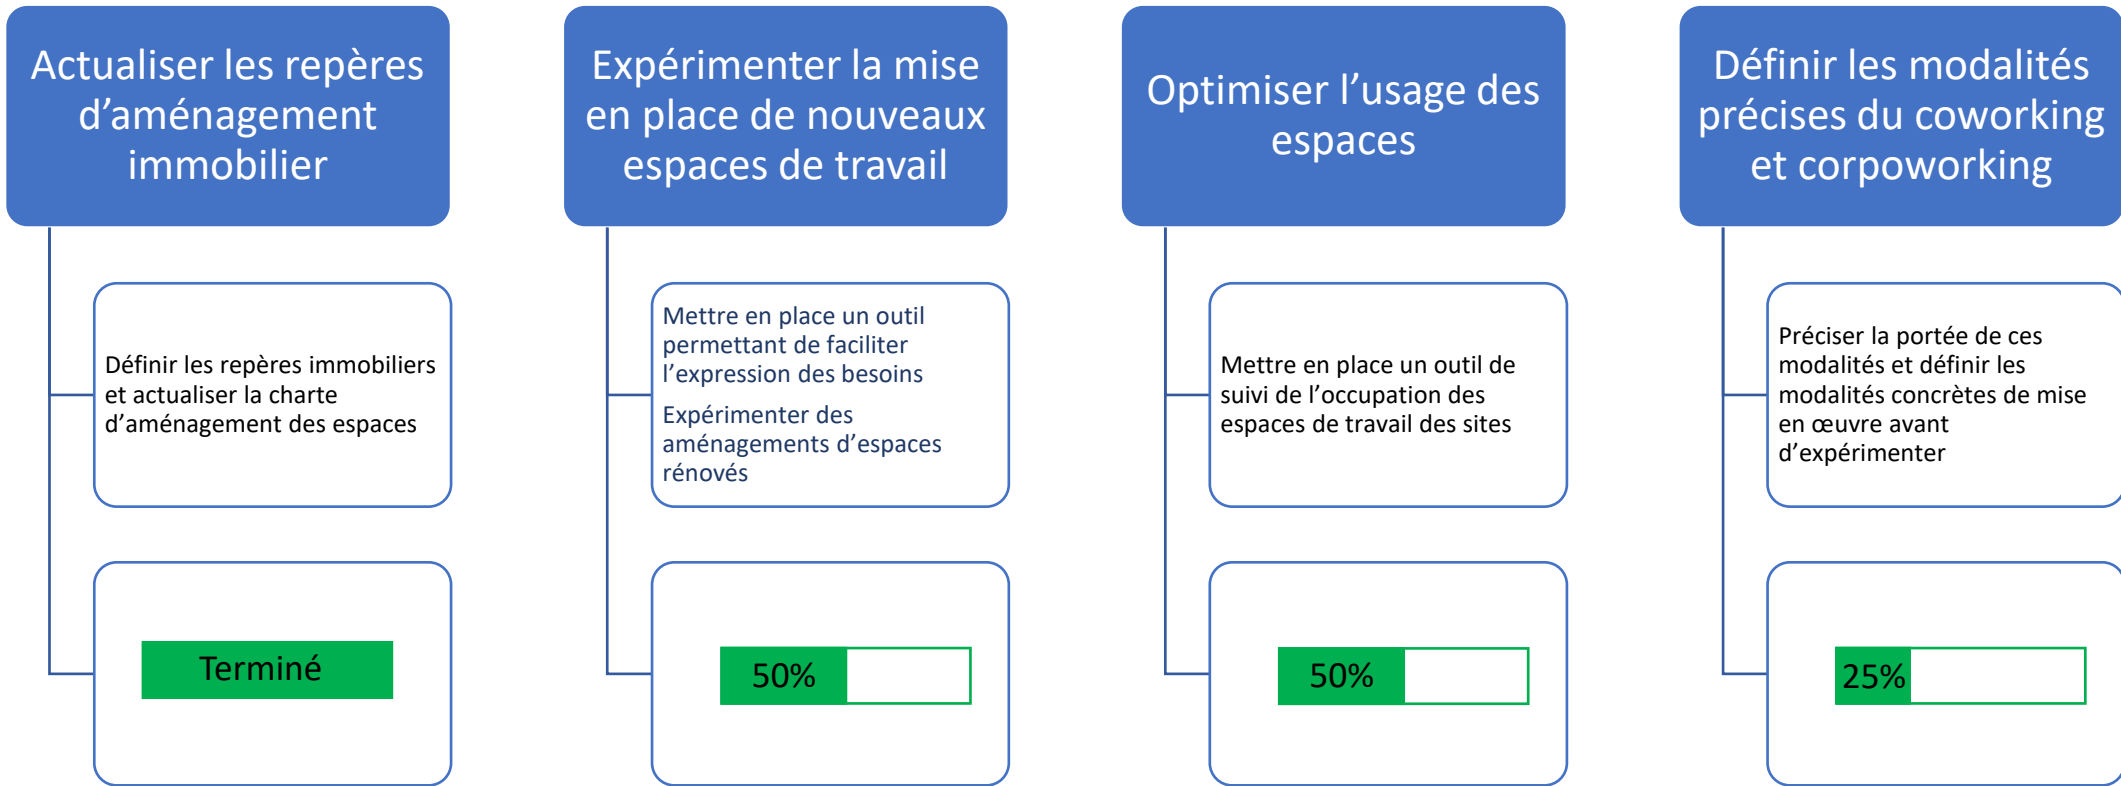 Actualiser les repères
d’aménagement
immobilier
Définir les repères immobiliers
et actualiser la charte
d’aménagement des espaces
Terminé
Expérimenter la mise
en place de nouveaux
espaces de travail
Mettre en place un outil
permettant de faciliter
l’expression des besoins
Expérimenter des
aménagements d’espaces
rénovés
50%
Optimiser l’usage des
espaces
Mettre en place un outil de
suivi de l’occupation des
espaces de travail des sites
50%
Définir les modalités
précises du coworking
et corpoworking
Préciser la portée de ces
modalités et définir les
modalités concrètes de mise
en œuvre avant
d’expérimenter
25%